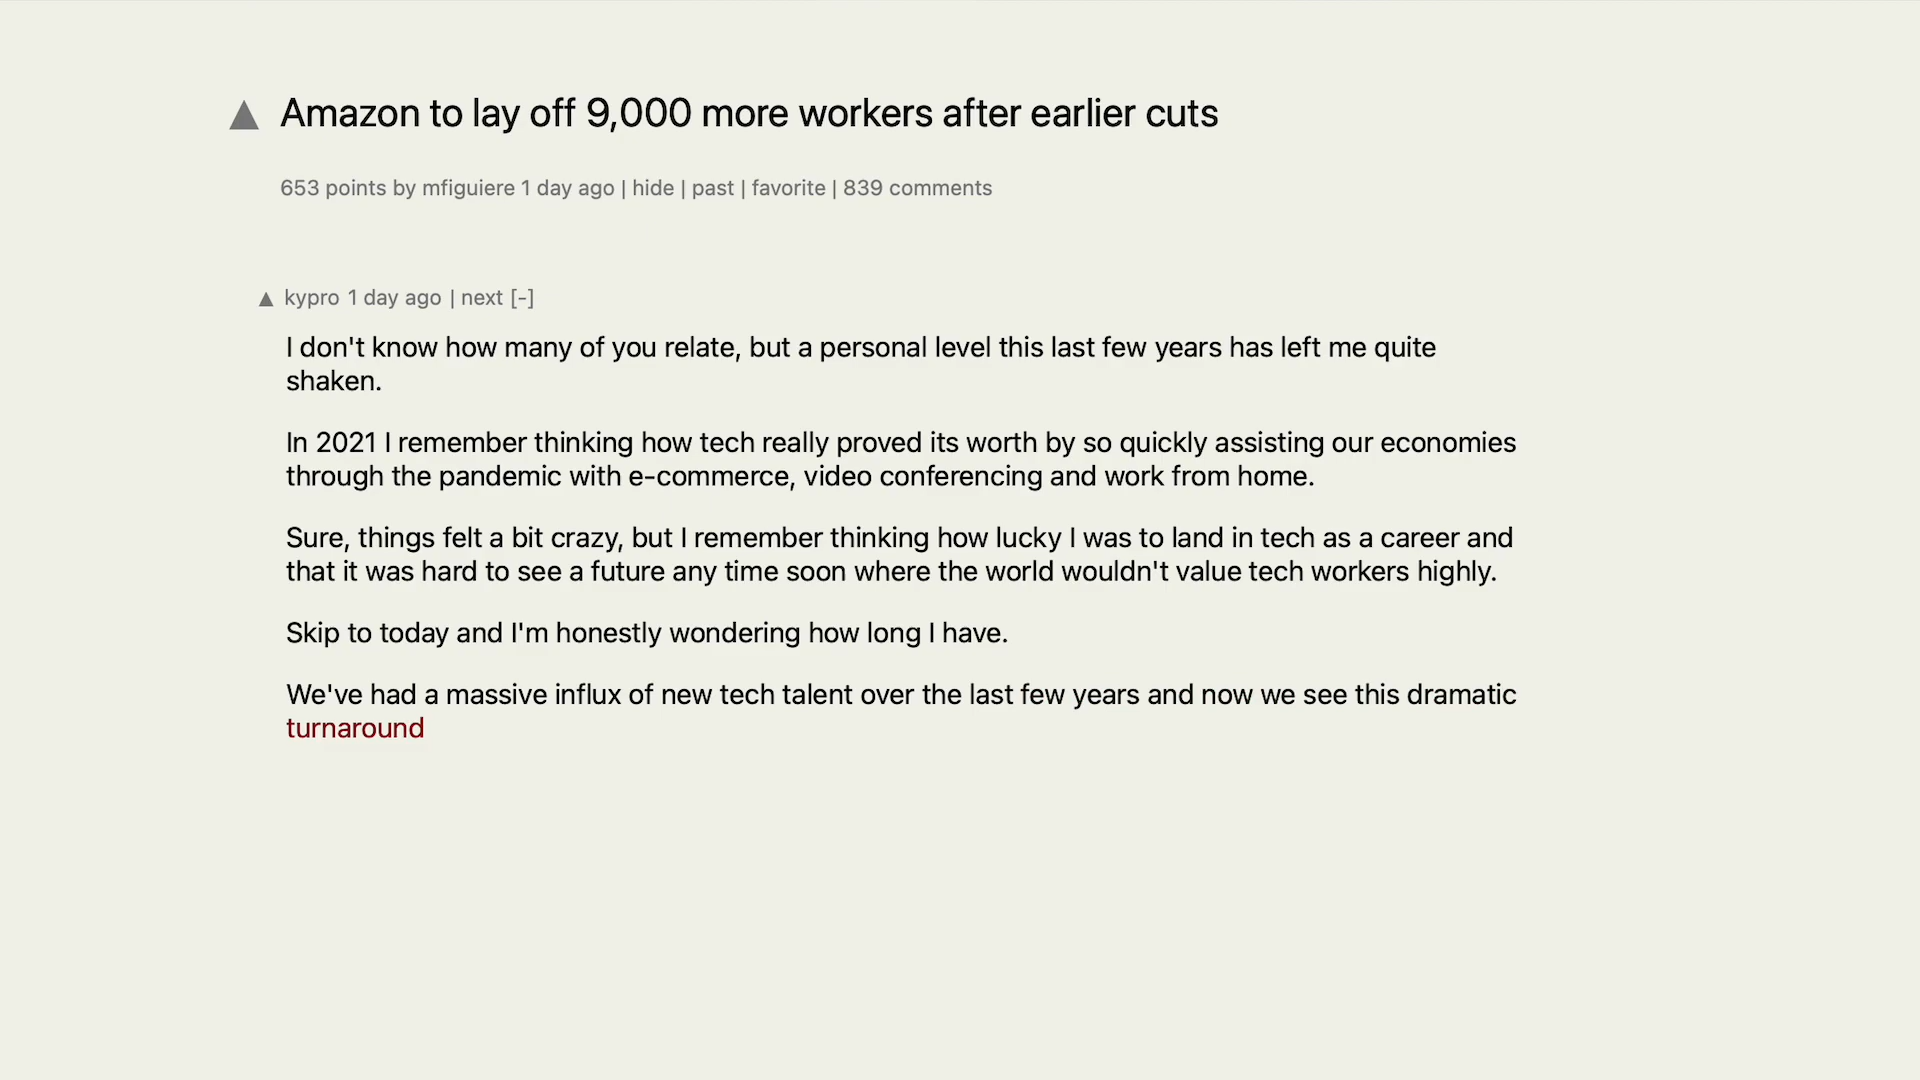 ▲ Amazon to lay off 9,000 more workers after earlier cuts
653 points by mfiguiere 1 day ago | hide | past | favorite | 839 comments
▲ kypro 1 day ago | next [-]
I don't know how many of you relate, but a personal level this last few years has left me quite
shaken.
In 2021 I remember thinking how tech really proved its worth by so quickly assisting our economies
through the pandemic with e-commerce, video conferencing and work from home.
Sure, things felt a bit crazy, but I remember thinking how lucky I was to land in tech as a career and
that it was hard to see a future any time soon where the world wouldn't value tech workers highly.
Skip to today and I'm honestly wondering how long I have.
We've had a massive influx of new tech talent over the last few years and now we see this dramatic
turnaround